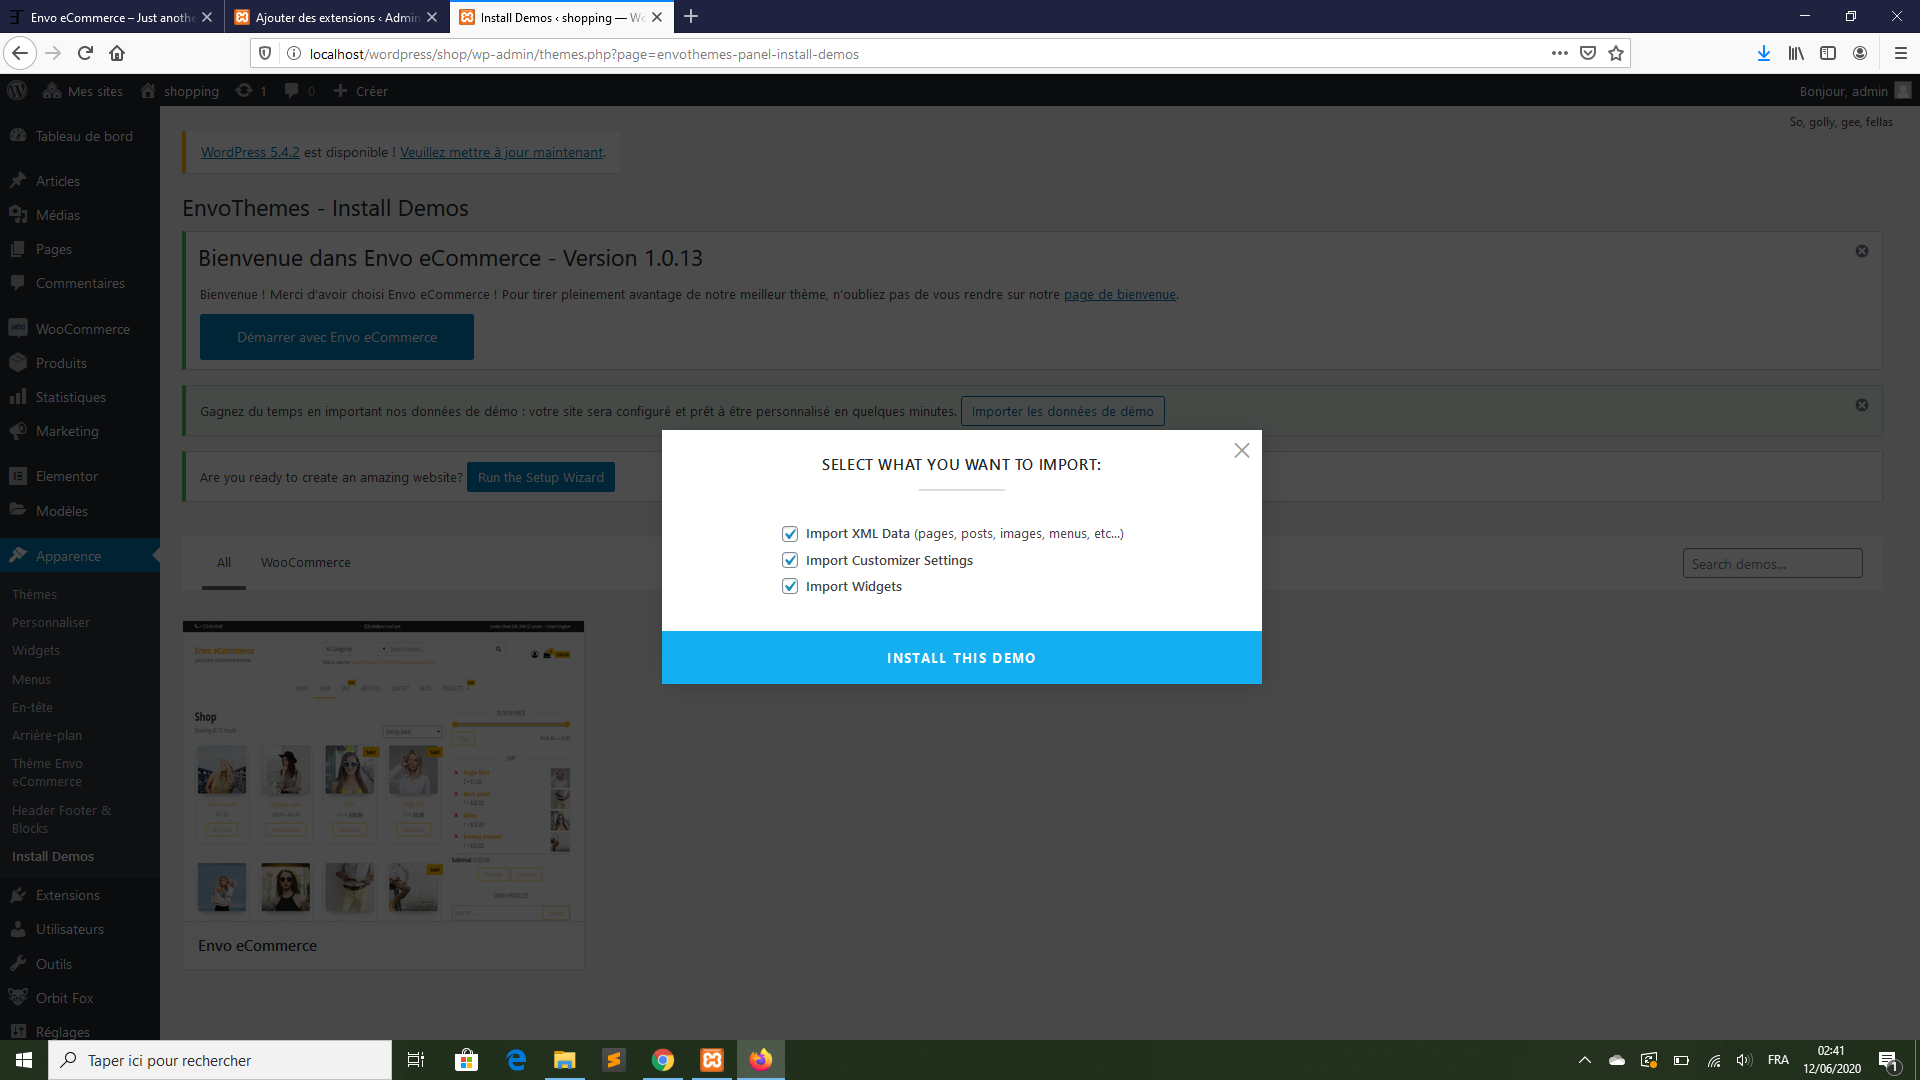 Envo eCommerce – Just anothe
Ajouter des extensions ‹ Admin
Install Demos ‹ shopping — Wo
localhost/wordpress/shop/wp-admin/themes.php?page=envothemes-panel-install-demos
Mes sites
shopping
1
0
Créer
Bonjour, admin
So, golly, gee, fellas
Tableau de bord
Articles
Médias
Pages
Commentaires
WooCommerce
Produits
Statistiques
Marketing
Elementor
Modèles
Apparence
Thèmes
Personnaliser
Widgets
Menus
En-tête
Arrière-plan
Thème Envo
eCommerce
Header Footer &
Blocks
Install Demos
Extensions
Utilisateurs
Outils
Orbit Fox
Réglages
WordPress 5.4.2 est disponible ! Veuillez mettre à jour maintenant.
EnvoThemes - Install Demos
Bienvenue dans Envo eCommerce - Version 1.0.13
Bienvenue ! Merci d'avoir choisi Envo eCommerce ! Pour tirer pleinement avantage de notre meilleur thème, n'oubliez pas de vous rendre sur notre page de bienvenue.
Démarrer avec Envo eCommerce
Gagnez du temps en important nos données de démo : votre site sera configuré et prêt à être personnalisé en quelques minutes. Importer les données de démo
Are you ready to create an amazing website? Run the Setup Wizard
All
WooCommerce
Search demos...
SELECT WHAT YOU WANT TO IMPORT:
Import XML Data (pages, posts, images, menus, etc...)
Import Customizer Settings
Import Widgets
INSTALL THIS DEMO
Envo eCommerce
Shop
Envo eCommerce
Taper ici pour rechercher
FRA
02:41
12/06/2020
1